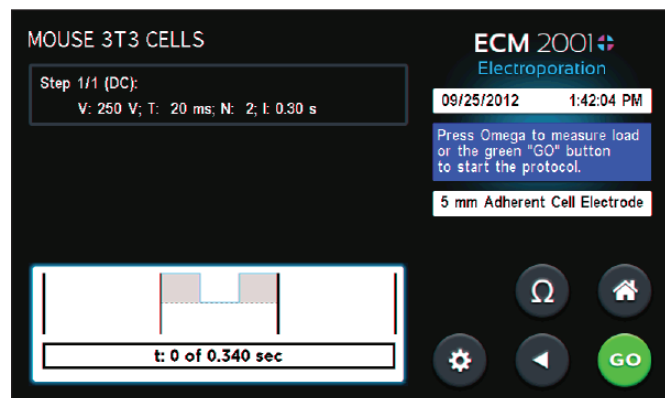 MOUSE 3T3 CELLS
Step 1/1 (DC):
V: 250 V; T: 20 ms; N: 2; I: 0.30 s
t: 0 of 0.340 sec
ECM 2001
Electroporation
09/25/2012 1:42:04 PM
Press Omega to measure load
or the green "GO" button
to start the protocol.
5 mm Adherent Cell Electrode
Ω
GO